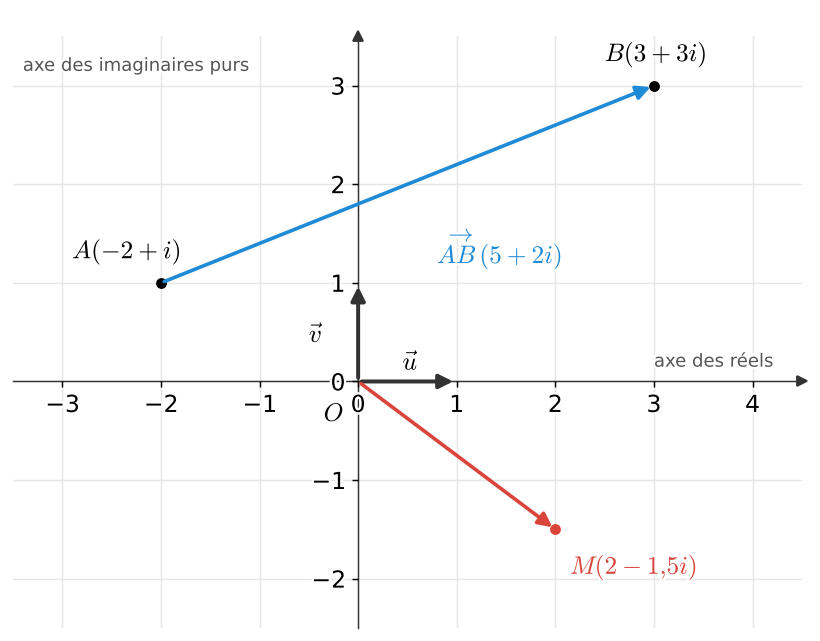 B(3 + 3i)
axe des imaginaires purs
3
2
A(−2 + i)
AB→ (5 + 2i)
1
v⃗
u⃗
axe des réels
0
−3 −2 −1 0 1 2 3 4
O
−1
M(2 − 1,5i)
−2